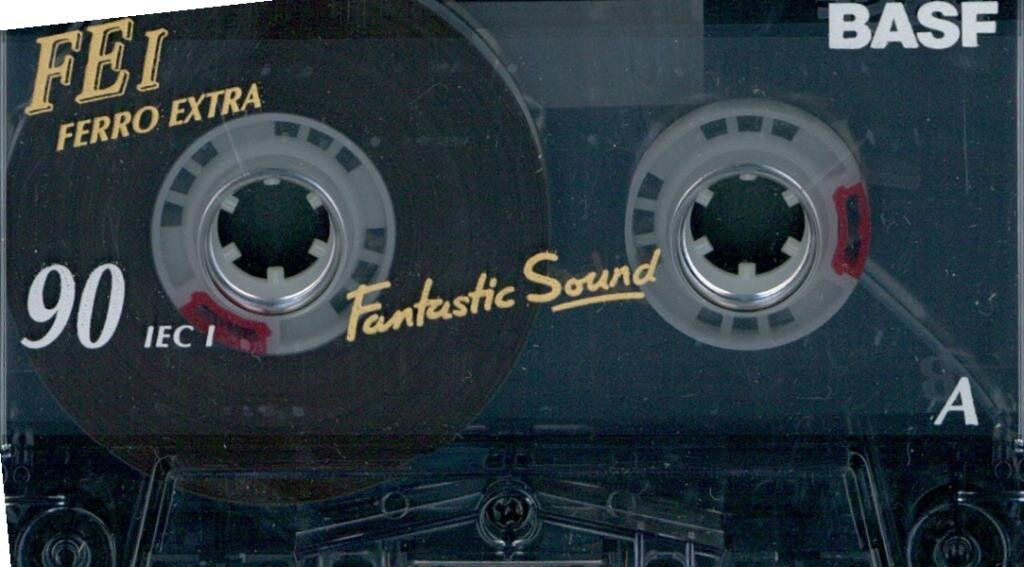 FE I
BASF
FERRO EXTRA
Fantastic Sound
90 IEC I
A